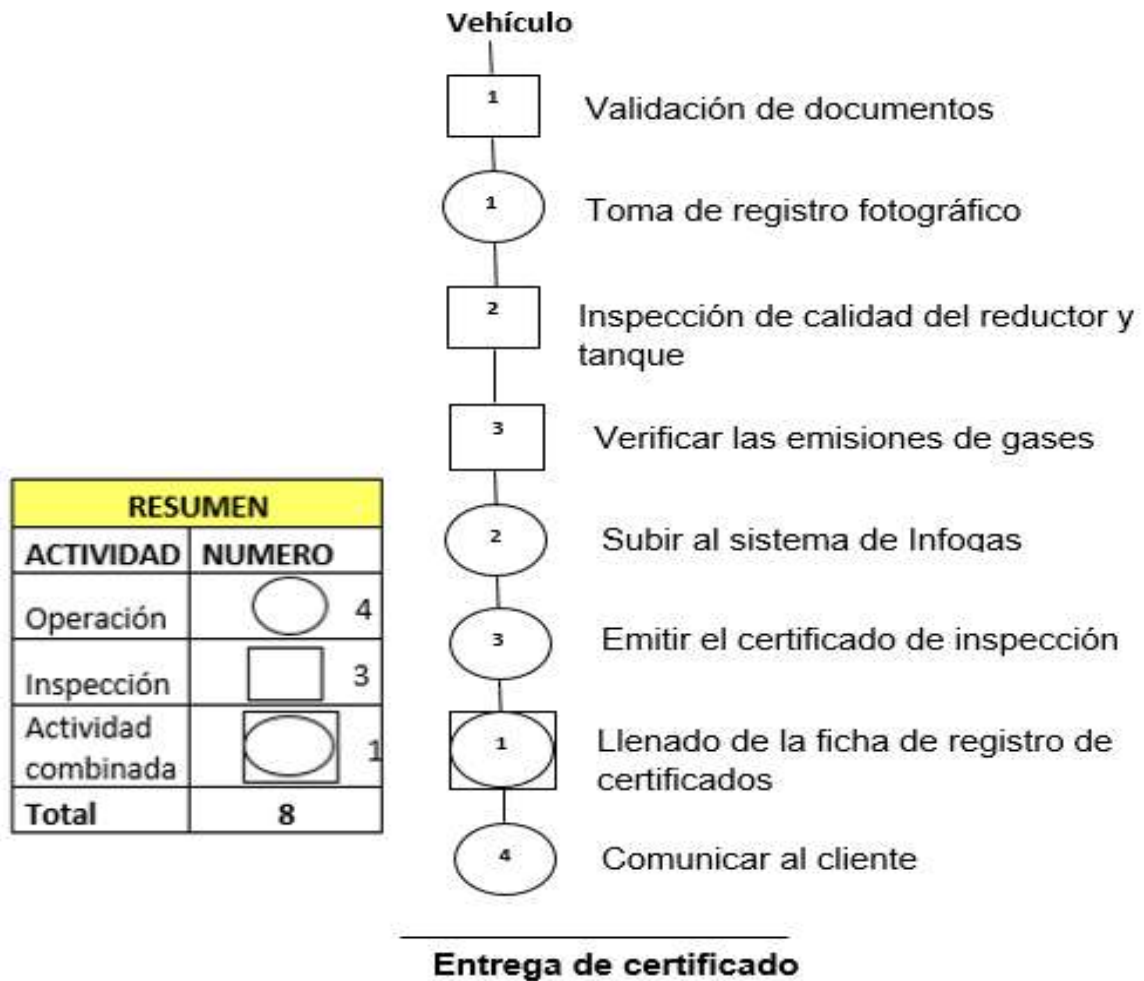 Vehículo
1
Validación de documentos
1
Toma de registro fotográfico
2
Inspección de calidad del reductor y
tanque
3
Verificar las emisiones de gases
2
Subir al sistema de Infogas
3
Emitir el certificado de inspección
1
Llenado de la ficha de registro de
certificados
4
Comunicar al cliente
Entrega de certificado
RESUMEN
ACTIVIDAD NUMERO
Operación 4
Inspección 3
Actividad
combinada 1
Total 8